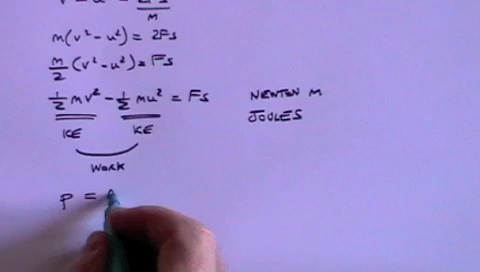 m(v² - u²) = 2Fs
m/2 (v² - u²) = Fs
½mv² - ½mu² = Fs
KE KE
WORK
NEWTON M
JOULES
P =